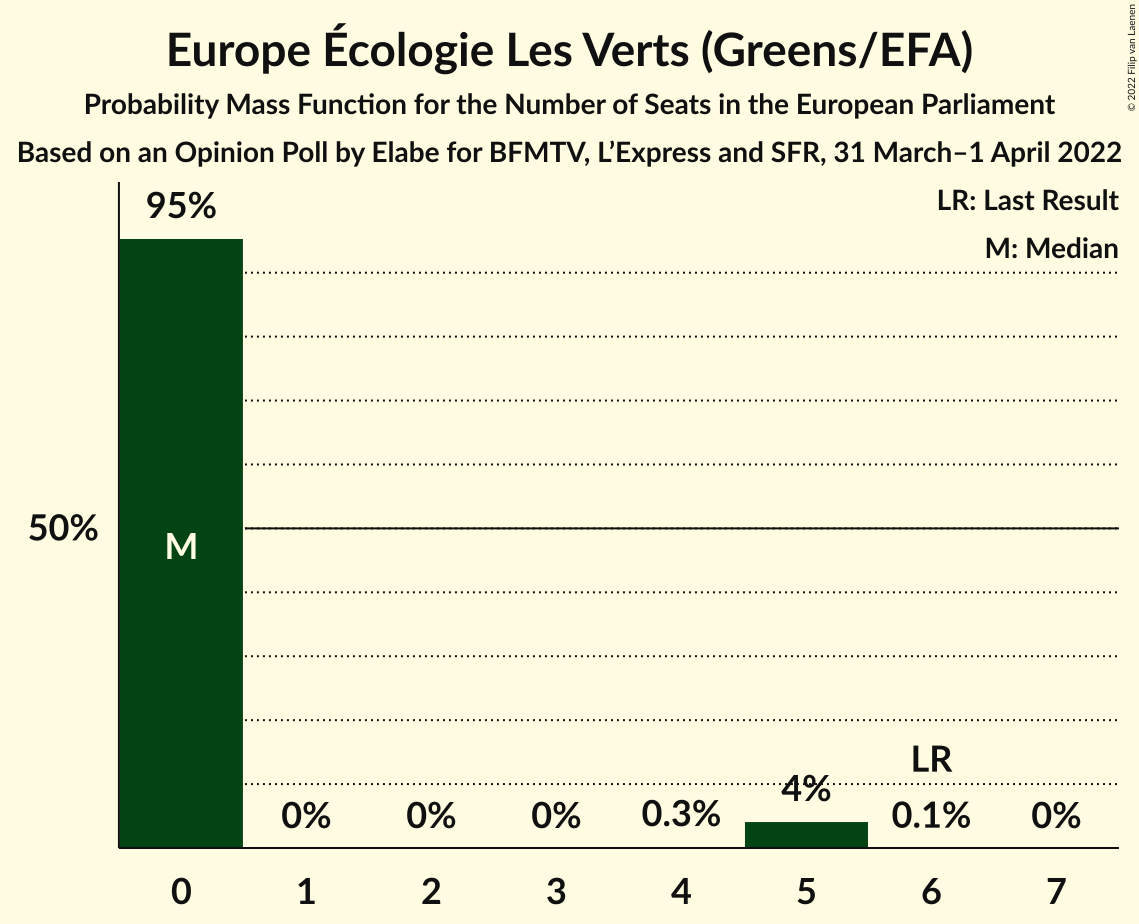 Europe Écologie Les Verts (Greens/EFA)
Probability Mass Function for the Number of Seats in the European Parliament
Based on an Opinion Poll by Elabe for BFMTV, L’Express and SFR, 31 March–1 April 2022
© 2022 Filip van Laenen
LR: Last Result
M: Median
95%
50%
M
LR
0% 0% 0% 0.3% 4% 0.1% 0%
0 1 2 3 4 5 6 7